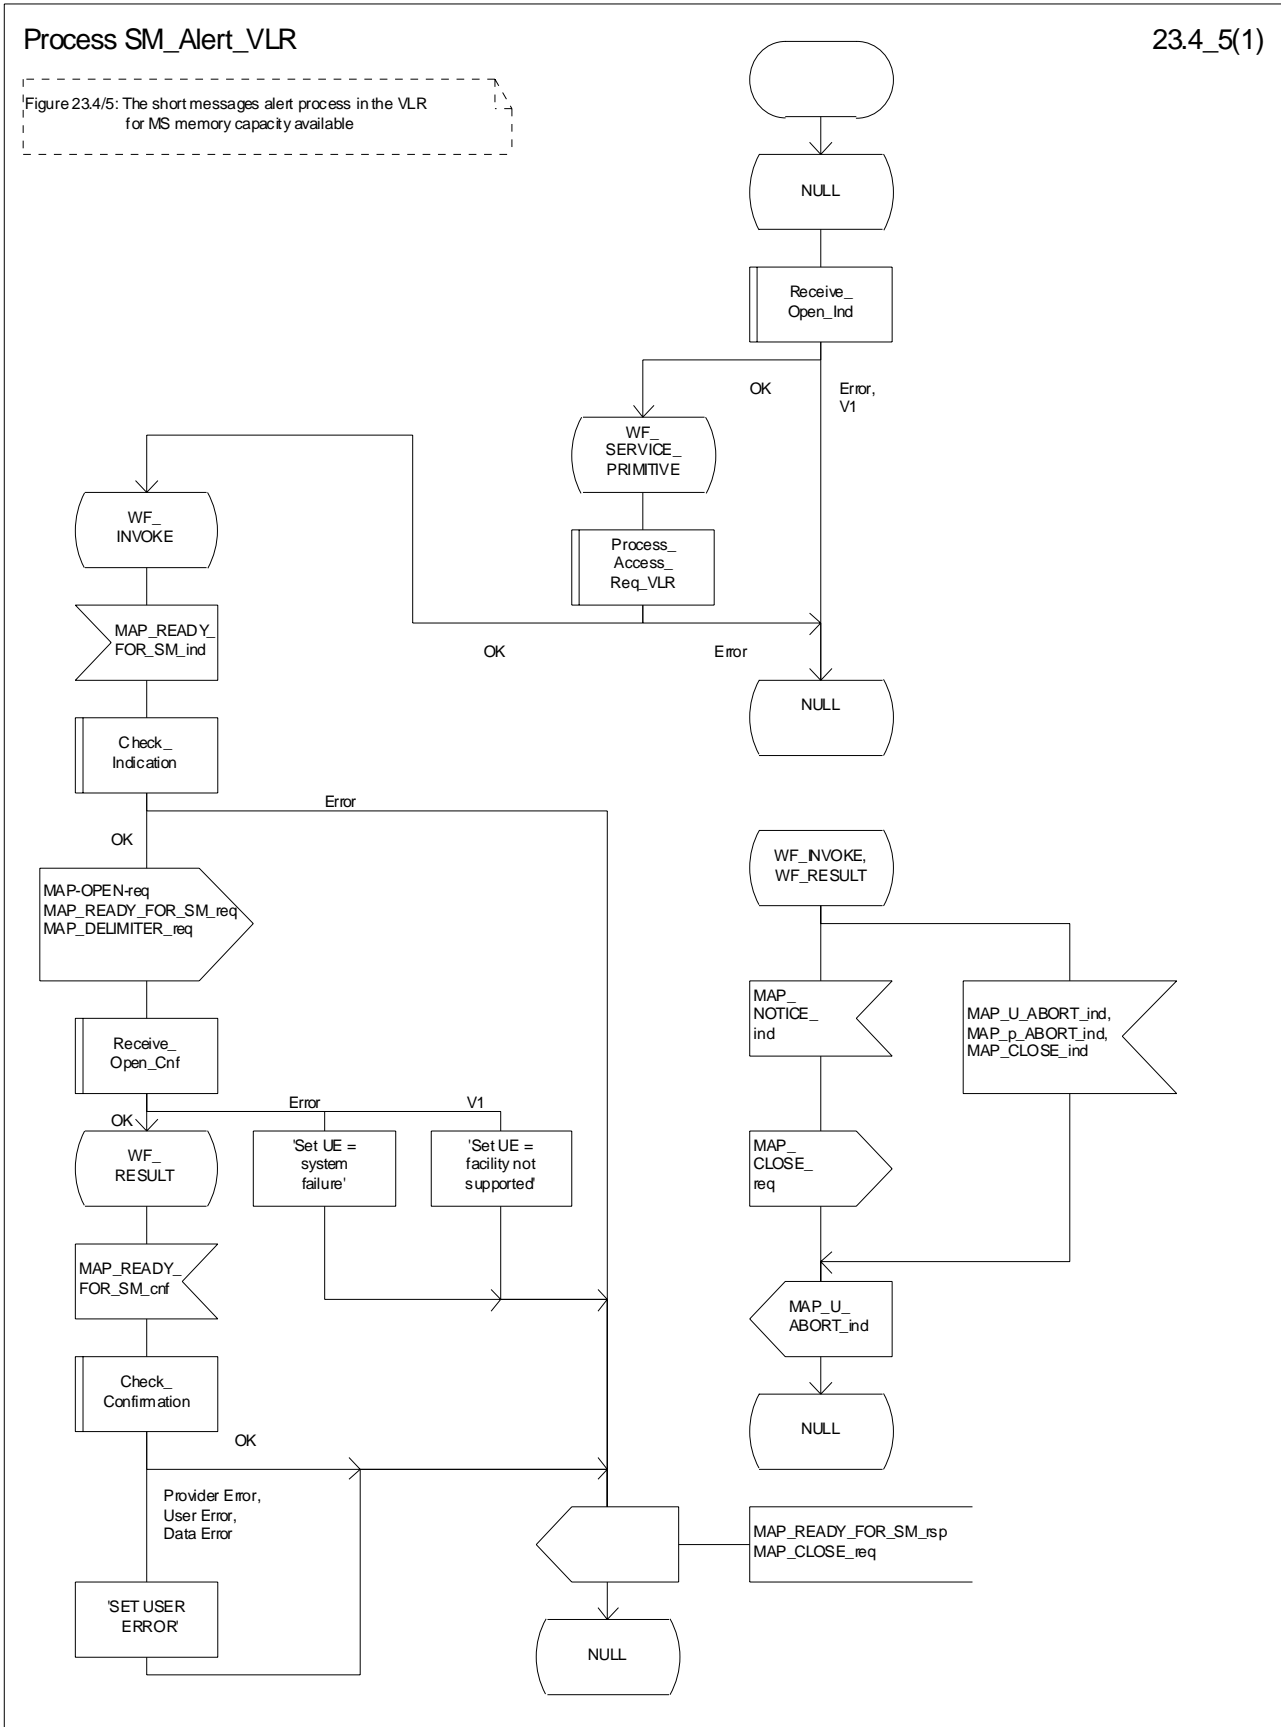 Process SM_Alert_VLR
23.4_5(1)
Figure 23.4/5: The short messages alert process in the VLR
for MS memory capacity available
NULL
Receive_
Open_Ind
OK
Error,
V1
WF_
SERVICE_
PRIMITIVE
Process_
Access_
Req_VLR
OK
Error
NULL
WF_
INVOKE
MAP_READY_
FOR_SM_ind
Check_
Indication
Error
OK
MAP-OPEN-req
MAP_READY_FOR_SM_req
MAP_DELIMITER_req
Receive_
Open_Cnf
OK
Error
V1
'Set UE =
system
failure'
'Set UE =
facility not
supported'
WF_
RESULT
MAP_READY_
FOR_SM_cnf
Check_
Confirmation
OK
Provider Error,
User Error,
Data Error
'SET USER
ERROR'
MAP_READY_FOR_SM_rsp
MAP_CLOSE_req
NULL
WF_INVOKE,
WF_RESULT
MAP_
NOTICE_
ind
MAP_U_ABORT_ind,
MAP_p_ABORT_ind,
MAP_CLOSE_ind
MAP_
CLOSE_
req
MAP_U_
ABORT_ind
NULL